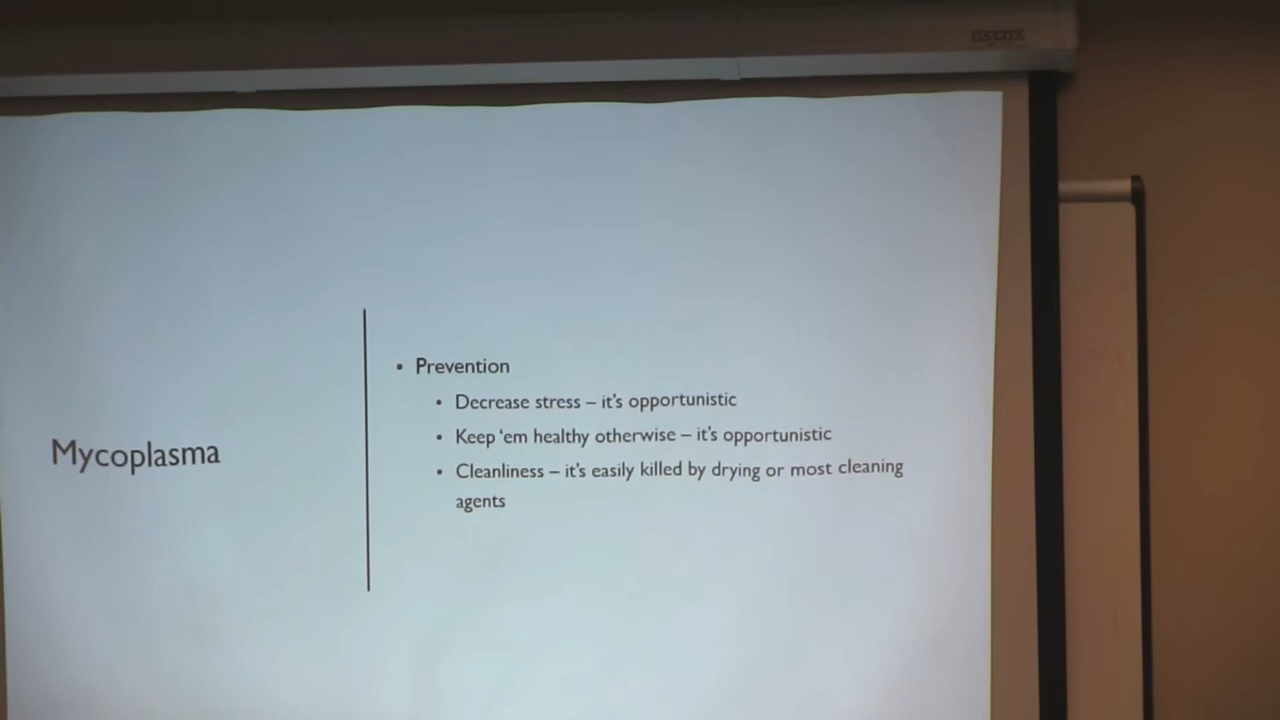 Mycoplasma
• Prevention
• Decrease stress – it's opportunistic
• Keep 'em healthy otherwise – it's opportunistic
• Cleanliness – it's easily killed by drying or most cleaning
agents